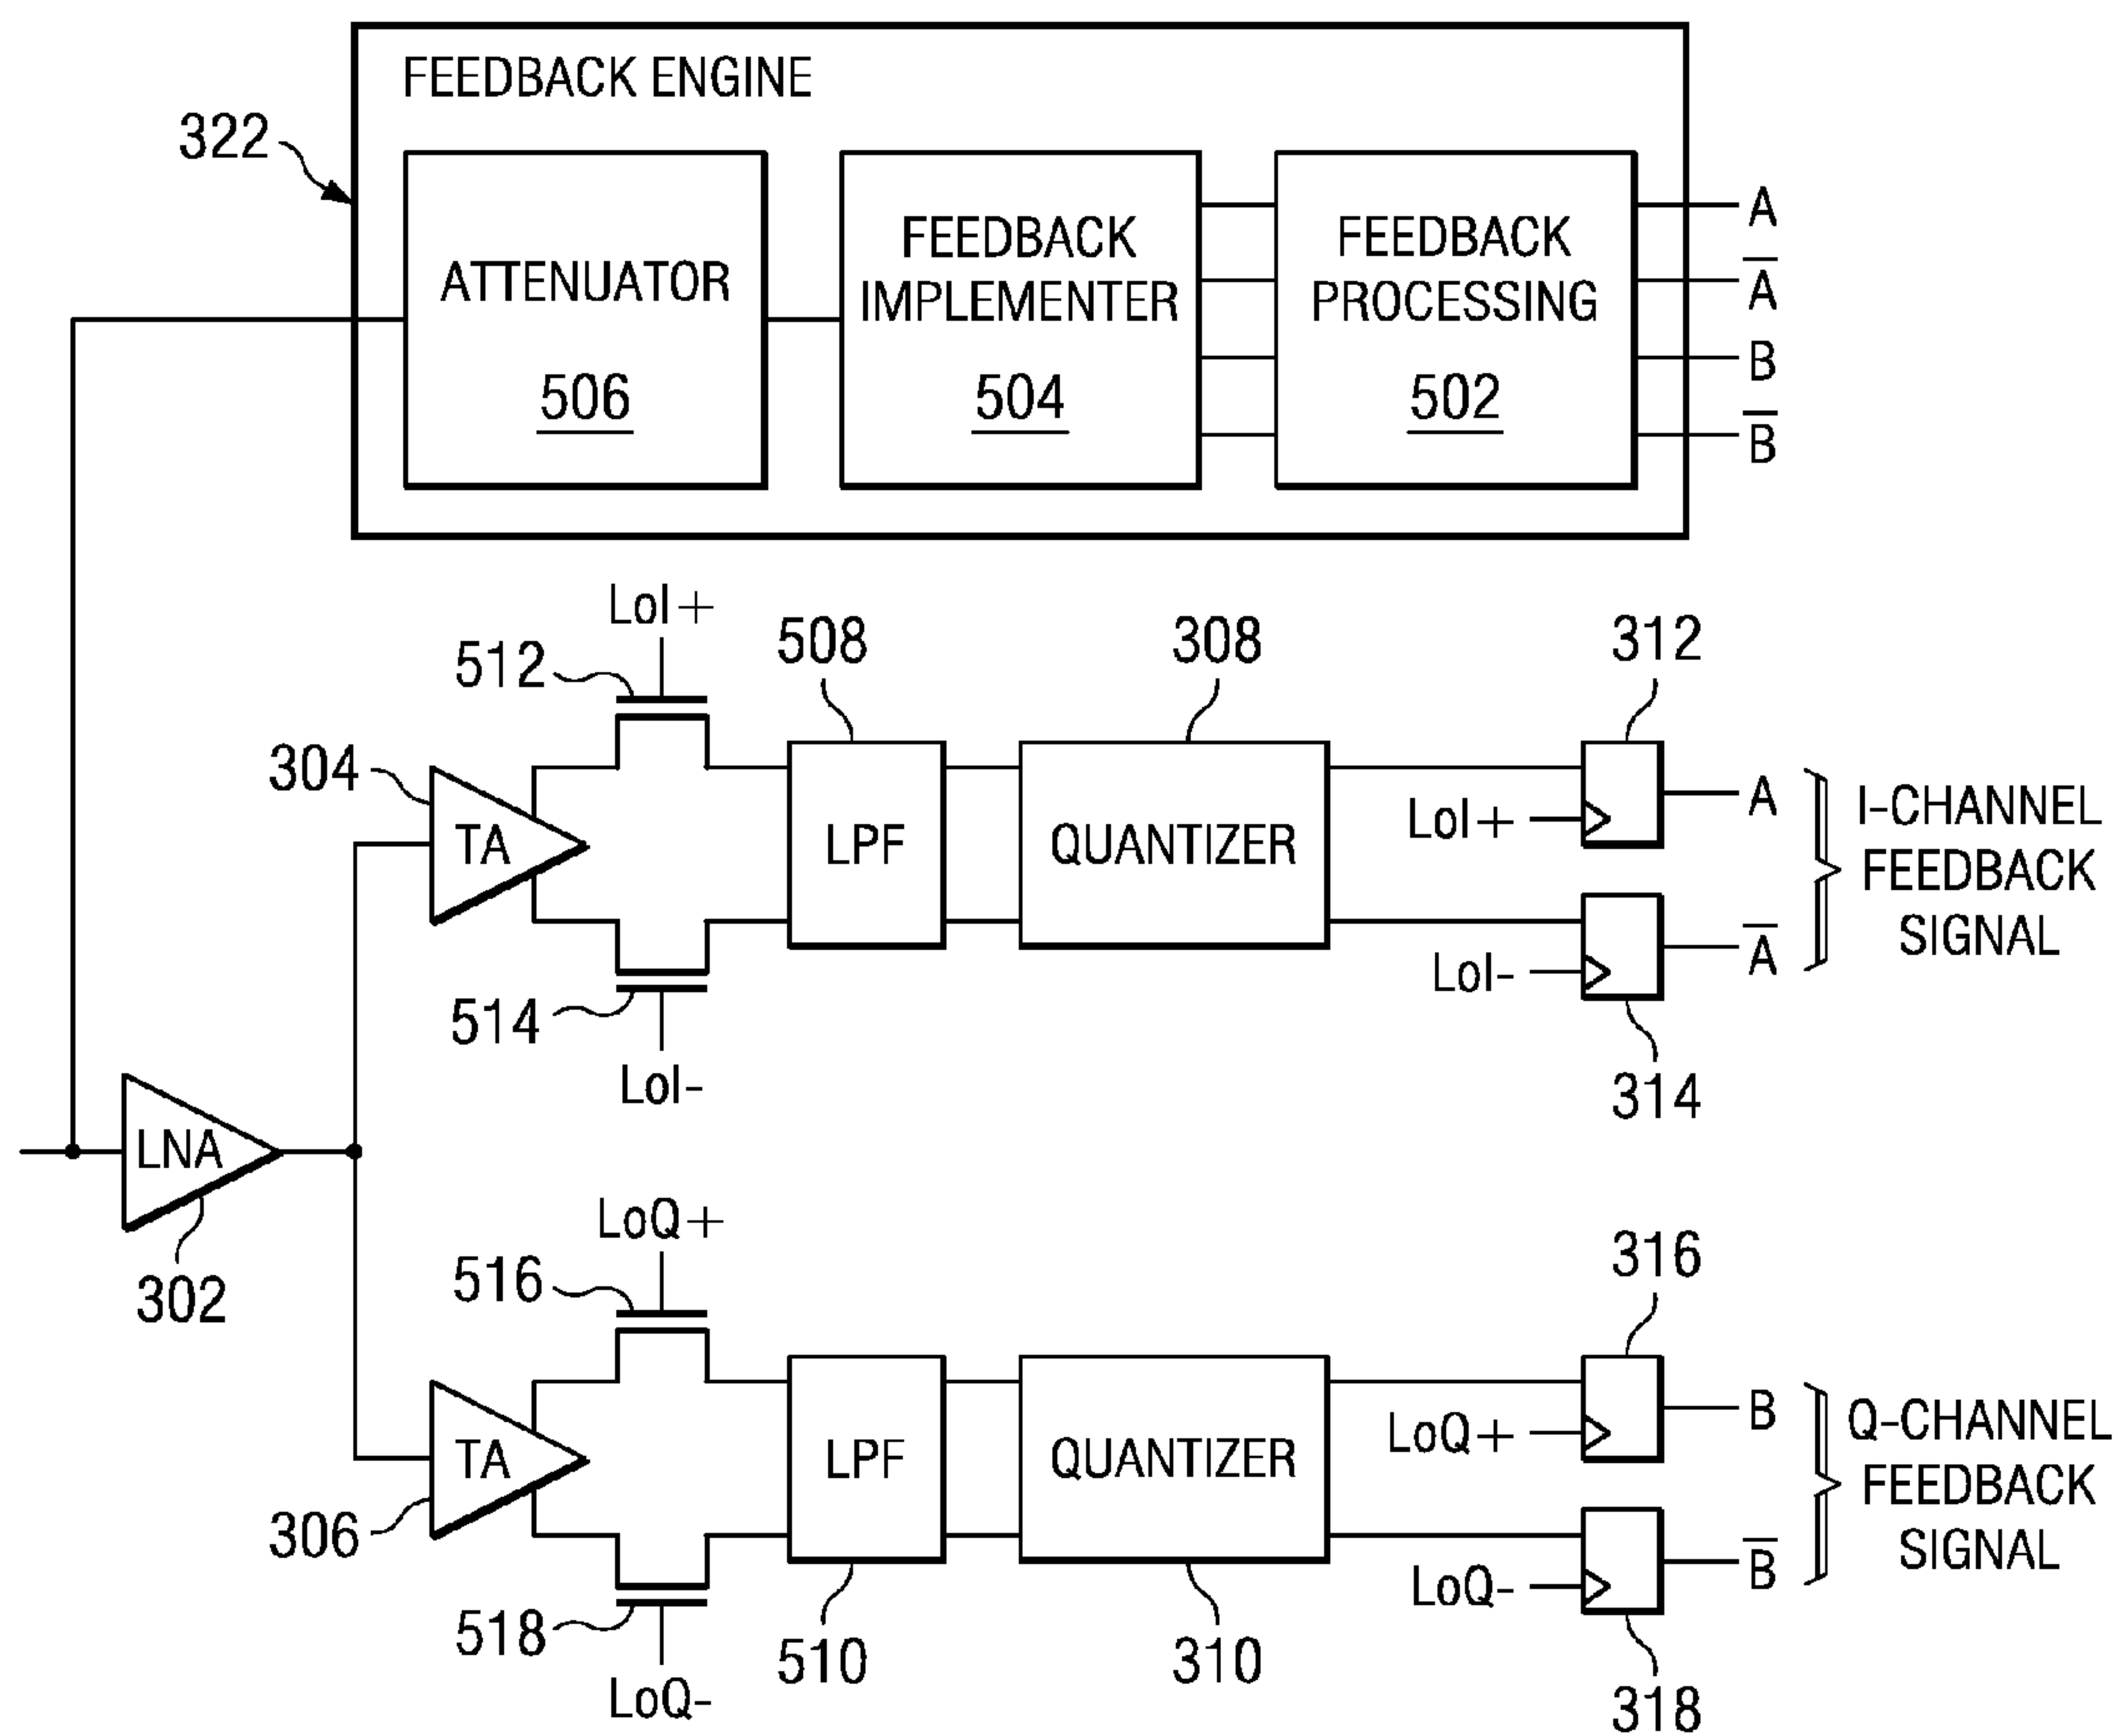 FEEDBACK ENGINE
322
ATTENUATOR
506
FEEDBACK
IMPLEMENTER
504
FEEDBACK
PROCESSING
502
A
A̅
B
B̅
LoI+
512
508
308
312
304
TA
LPF
QUANTIZER
LoI+
A
I-CHANNEL
FEEDBACK
SIGNAL
LoI-
A̅
514
LoI-
314
LNA
302
LoQ+
516
316
TA
306
LPF
QUANTIZER
LoQ+
B
Q-CHANNEL
FEEDBACK
SIGNAL
LoQ-
B̅
518
LoQ-
510
310
318